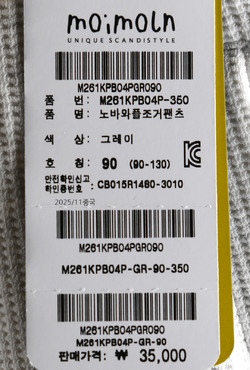 moimoln
UNIQUE SCANDISTYLE
M261KPB04PGR090
품 번: M261KPB04P-350
품 명: 노바와플조거팬츠
색 상: 그레이
호 칭: 90 (90-130)
안전확인신고
확인증번호: CB015R1480-3010
2025/11중국
M261KPB04PGR090
M261KPB04P-GR-90-350
M261KPB04PGR090
M261KPB04P-GR-90
판매가격: ₩ 35,000